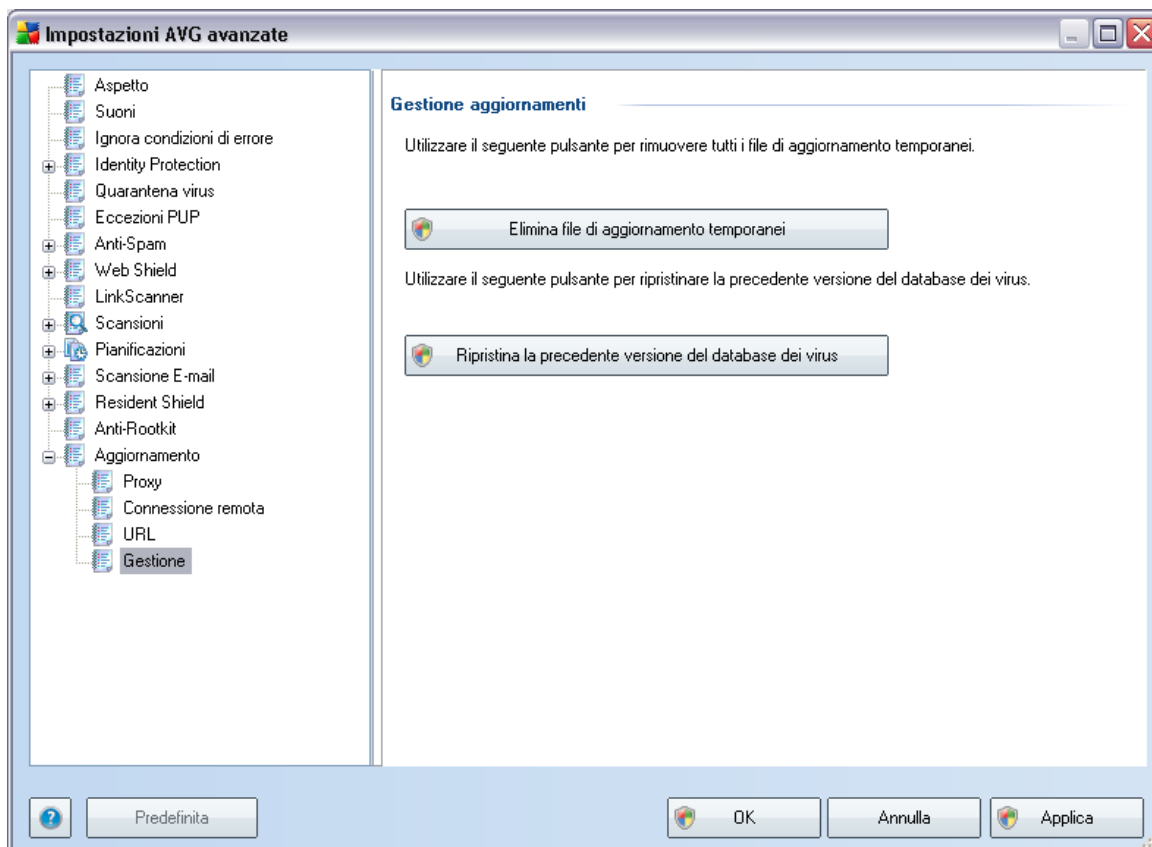 Impostazioni AVG avanzate
Aspetto
Suoni
Ignora condizioni di errore
Identity Protection
Quarantena virus
Eccezioni PUP
Anti-Spam
Web Shield
LinkScanner
Scansioni
Pianificazioni
Scansione E-mail
Resident Shield
Anti-Rootkit
Aggiornamento
Proxy
Connessione remota
URL
Gestione
Gestione aggiornamenti
Utilizzare il seguente pulsante per rimuovere tutti i file di aggiornamento temporanei.
Elimina file di aggiornamento temporanei
Utilizzare il seguente pulsante per ripristinare la precedente versione del database dei virus.
Ripristina la precedente versione del database dei virus
Predefinita
OK
Annulla
Applica